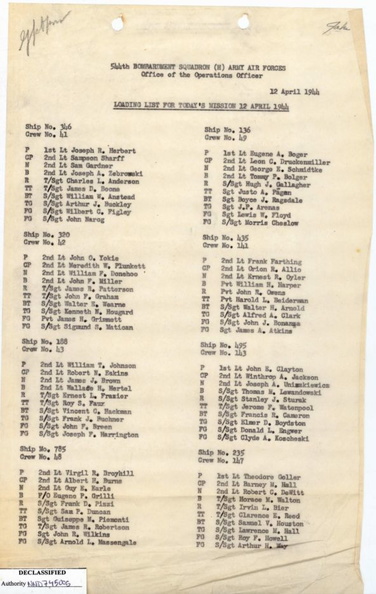 544th BOMBARDMENT SQUADRON (H) ARMY AIR FORCES
Office of the Operations Officer
12 April 1944
LOADING LIST FOR TODAY'S MISSION 12 APRIL 1944
Ship No. 346
Crew No. 41
P 1st Lt Joseph R. Herbert
CP 2nd Lt Sampson Sharff
N 2nd Lt Sam Gardner
B 2nd Lt Joseph A. Zebrowski
R T/Sgt Charles L. Anderson
TT T/Sgt James D. Boone
BT S/Sgt William H. Anstead
TG S/Sgt Arthur J. Buckley
FG S/Sgt Wilbert G. Figley
FG S/Sgt John Harog
Ship No. 320
Crew No. 42
P 2nd Lt John C. Tokis
CP 2nd Lt Meredith W. Plunkett
N 2nd Lt William F. Donahoo
B 2nd Lt John F. Miller
R T/Sgt James H. Patterson
TT T/Sgt John F. Graham
BT S/Sgt Walter H. Wearne
TG S/Sgt Kenneth N. Hougard
FG Pvt James S. Grimmett
FG S/Sgt Sigmund S. Matican
Ship No. 188
Crew No. 43
P 2nd Lt William T. Johnson
CP 2nd Lt Robert N. Eskins
N 2nd Lt James J. Brown
B 2nd Lt Wallace H. Mertel
R T/Sgt Ernest L. Frazier
TT T/Sgt Roy S. Faur
BT S/Sgt Vincent C. Hackman
TG S/Sgt Frank J. Buchner
FG S/Sgt John F. Breen
FG S/Sgt Joseph P. Harrington
Ship No. 785
Crew No. 48
P 2nd Lt Virgil R. Broyhill
CP 2nd Lt Albert H. Burns
N 2nd Lt Guy H. Earle
B F/O Eugene P. Grilli
R S/Sgt Frank G. Pinzi
TT S/Sgt Sam F. Duncan
BT Sgt Guiseppe N. Piemonti
TG T/Sgt James H. Robertson
FG Sgt John R. Wilkins
FG S/Sgt Arnold L. Massengale
Ship No. 136
Crew No. 49
P 1st Lt Eugene A. Boger
CP 2nd Lt Leon C. Druckenmiller
N 2nd Lt George E. Schmidtke
B 2nd Lt Tommy P. Bolger
R S/Sgt Hugh J. Gallagher
TT Sgt Justo A. Pagan
BT Sgt Royce J. Ragsdale
TG Sgt J.P. Arenas
FG Sgt Lewis W. Floyd
FG S/Sgt Morris Cheslow
Ship No. 435
Crew No. 141
P 2nd Lt Frank Farthing
CP 2nd Lt Orion R. Allio
N 2nd Lt Ernest R. Oyler
B Pvt William H. Harper
R Pvt John R. Owens
TT Pvt Harold L. Beiderman
BT S/Sgt Walter H. Arnold
TG S/Sgt Alfred A. Clark
FG S/Sgt John J. Bonanza
FG Sgt James A. Atkins
Ship No. 495
Crew No. 143
P 1st Lt John E. Clayton
CP 2nd Lt Winthrop A. Jackson
N 2nd Lt Joseph A.
B S/Sgt Thomas H. Lewandowski
R S/Sgt Stanley J. Sturak
TT T/Sgt Jerome F. Watenpool
BT S/Sgt Francis R. Cameron
TG S/Sgt Elmer D. Boydston
FG S/Sgt Donald L. Engwer
FG S/Sgt Clyde A. Koscheski
Ship No. 235
Crew No. 147
P 1st Lt Theodore Geller
CP 2nd Lt Barney M. Hall
N 2nd Lt Robert C. DeWitt
B T/Sgt Horace H. Walton
R T/Sgt Irvin L. Bier
TT T/Sgt Clarence E. Reed
BT S/Sgt Samuel V. Houston
TG S/Sgt Lawrence H. Hall
FG S/Sgt Roy F. Howell
FG S/Sgt Arthur H. Way
DECLASSIFIED
Authority NND745005